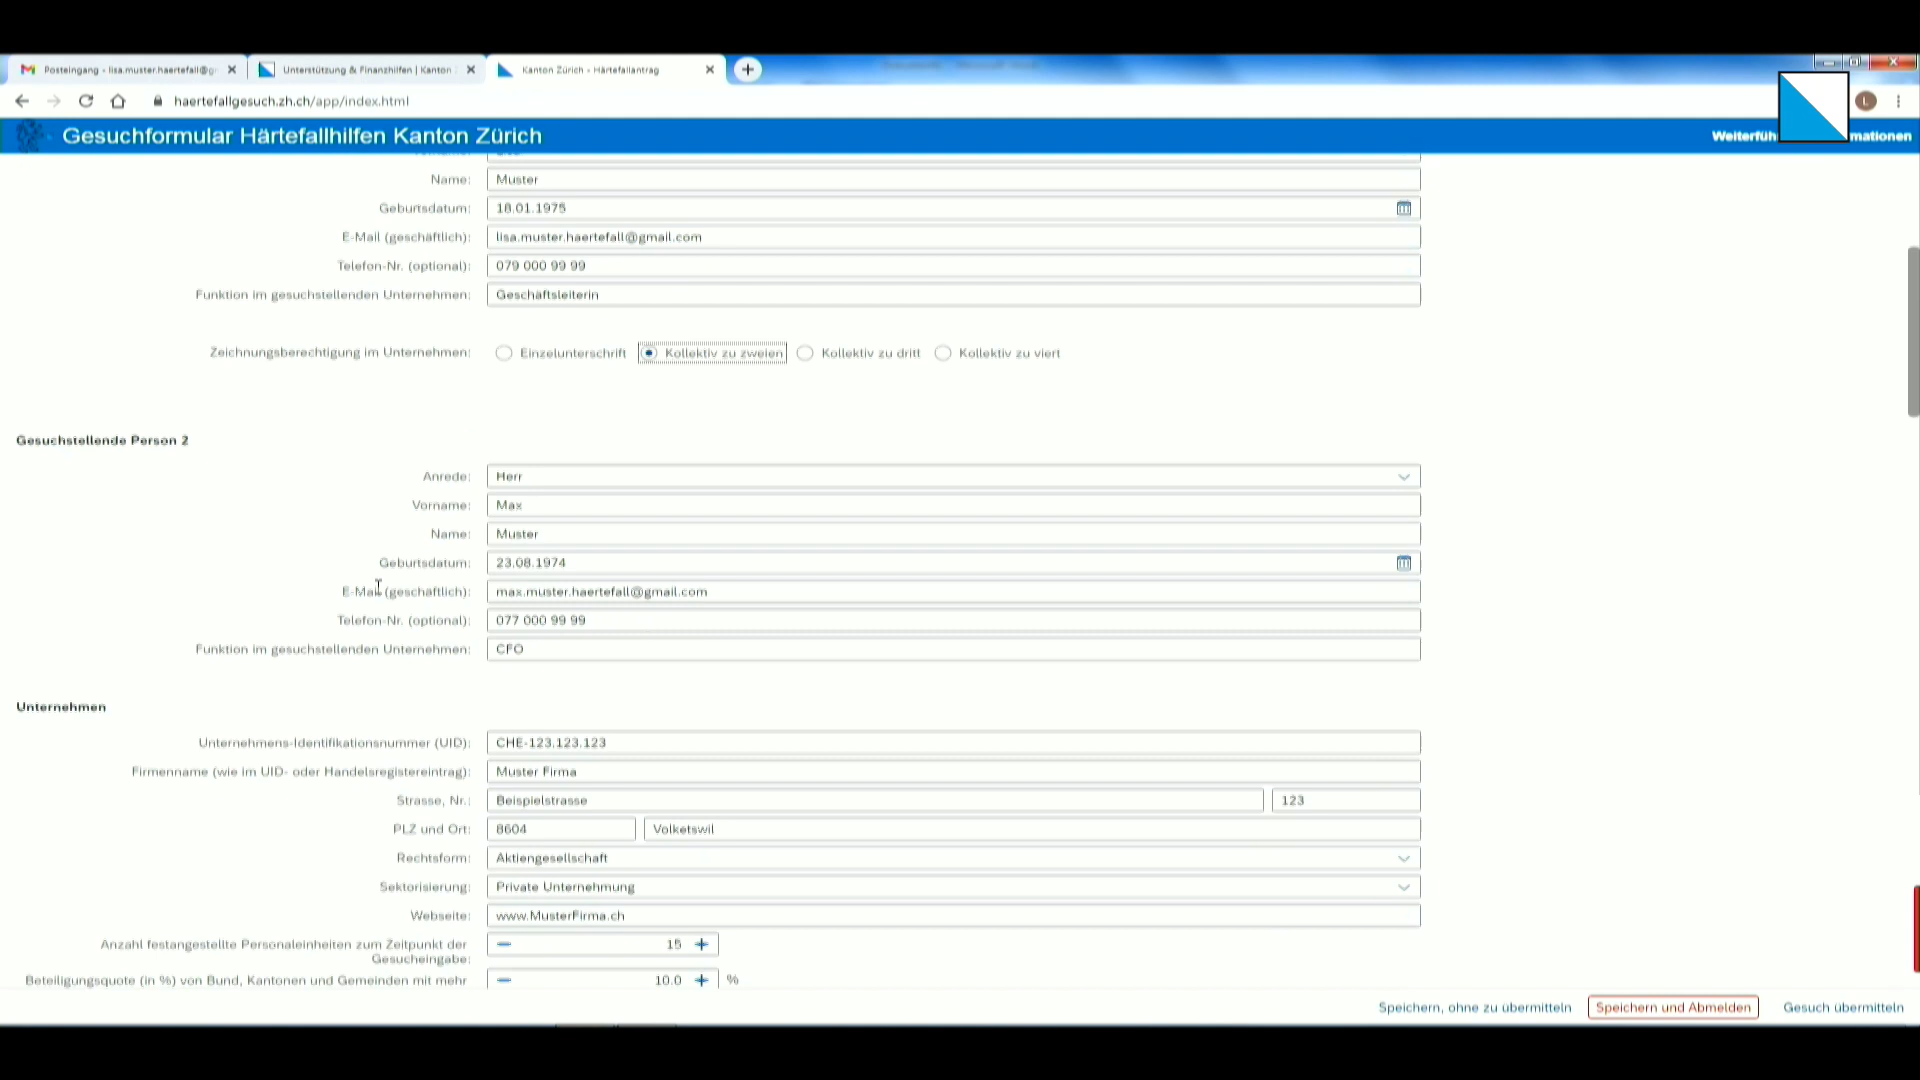 Posteingang - lisa.muster.haertefall@gr
Unterstützung & Finanzhilfen | Kanton
Kanton Zürich - Härtefallantrag
haertefallgesuch.zh.ch/app/index.html
L
Gesuchformular Härtefallhilfen Kanton Zürich
Weiterfüh mationen
Name: Muster
Geburtsdatum: 18.01.1975
E-Mail (geschäftlich): lisa.muster.haertefall@gmail.com
Telefon-Nr. (optional): 079 000 99 99
Funktion im gesuchstellenden Unternehmen: Geschäftsleiterin
Zeichnungsberechtigung im Unternehmen: Einzelunterschrift Kollektiv zu zweien Kollektiv zu dritt Kollektiv zu viert
Gesuchstellende Person 2
Anrede: Herr
Vorname: Max
Name: Muster
Geburtsdatum: 23.08.1974
E-Mail (geschäftlich): max.muster.haertefall@gmail.com
Telefon-Nr. (optional): 077 000 99 99
Funktion im gesuchstellenden Unternehmen: CFO
Unternehmen
Unternehmens-Identifikationsnummer (UID): CHE-123.123.123
Firmenname (wie im UID- oder Handelsregistereintrag): Muster Firma
Strasse, Nr.: Beispielstrasse 123
PLZ und Ort: 8604 Volketswil
Rechtsform: Aktiengesellschaft
Sektorisierung: Private Unternehmung
Webseite: www.MusterFirma.ch
Anzahl festangestellte Personaleinheiten zum Zeitpunkt der 15
Gesucheingabe:
Beteiligungsquote (in %) von Bund, Kantonen und Gemeinden mit mehr 10.0 %
Speichern, ohne zu übermitteln Speichern und Abmelden Gesuch übermitteln